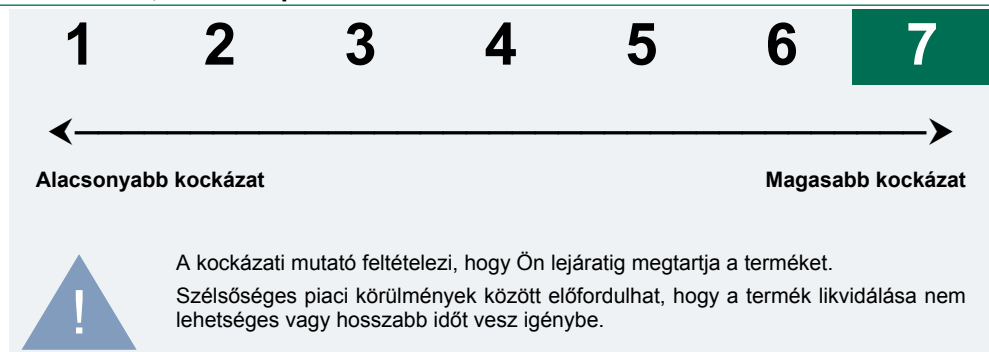 1 2 3 4 5 6 7
Alacsonyabb kockázat Magasabb kockázat
A kockázati mutató feltételezi, hogy Ön lejáratig megtartja a terméket.
Szélsőséges piaci körülmények között előfordulhat, hogy a termék likvidálása nem
lehetséges vagy hosszabb időt vesz igénybe.
!